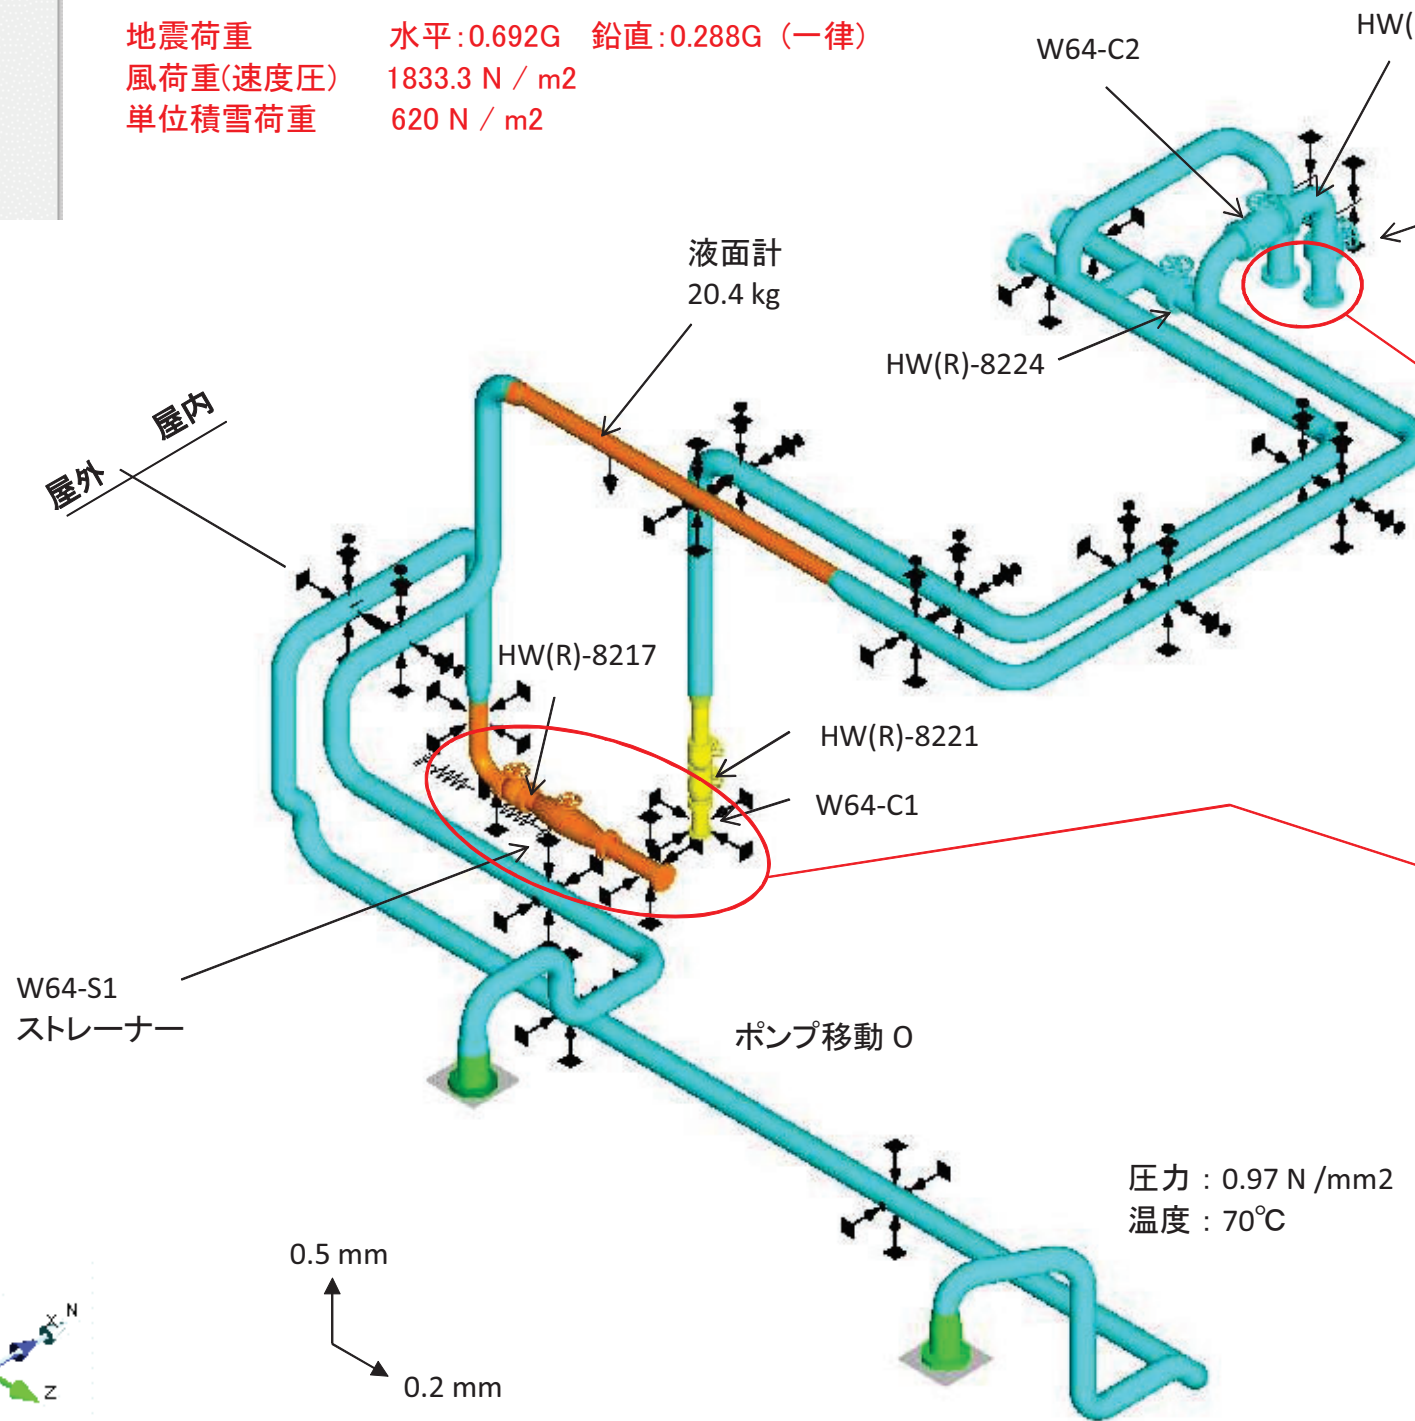 地震荷重 水平:0.692G 鉛直:0.288G (一律)
風荷重(速度圧) 1833.3 N / m2
単位積雪荷重 620 N / m2
HW(
W64-C2
液面計
20.4 kg
HW(R)-8224
屋内
屋外
HW(R)-8217
HW(R)-8221
W64-C1
W64-S1
ストレーナー
ポンプ移動 0
圧力 : 0.97 N /mm2
温度 : 70℃
0.5 mm
0.2 mm
X N
Z